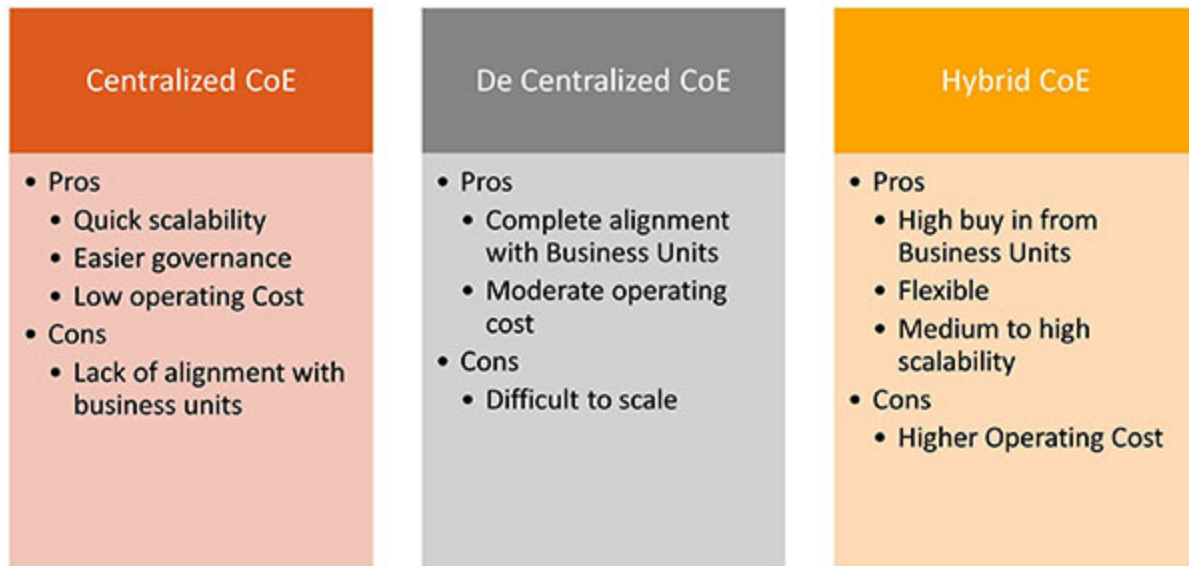 Centralized CoE
• Pros
• Quick scalability
• Easier governance
• Low operating Cost
• Cons
• Lack of alignment with
business units
De Centralized CoE
• Pros
• Complete alignment
with Business Units
• Moderate operating
cost
• Cons
• Difficult to scale
Hybrid CoE
• Pros
• High buy in from
Business Units
• Flexible
• Medium to high
scalability
• Cons
• Higher Operating Cost